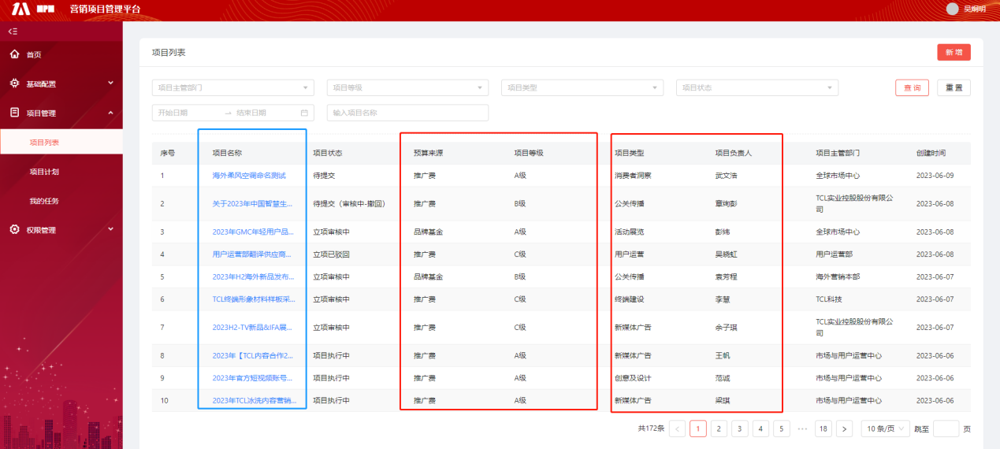 MPM 营销项目管理平台
吴炯明
首页
基础配置
项目管理
项目列表
项目计划
我的任务
权限管理
项目列表
新 增
项目主管部门
项目等级
项目类型
项目状态
查 询
重 置
开始日期
结束日期
输入项目名称
序号 项目名称 项目状态 预算来源 项目等级 项目类型 项目负责人 项目主管部门 创建时间
1 海外柔风空调命名测试 待提交 推广费 A级 消费者洞察 武文浩 全球市场中心 2023-06-09
2 关于2023年中国智慧生... 待提交（审核中-撤回） 推广费 B级 公关传播 章绚彭 TCL实业控股股份有限公
司 2023-06-08
3 2023年GMC年轻用户品... 立项审核中 品牌基金 A级 活动展览 彭炜 全球市场中心 2023-06-08
4 用户运营部翻译供应商... 立项已驳回 推广费 C级 用户运营 吴晓虹 用户运营部 2023-06-08
5 2023年H2海外新品发布... 立项审核中 品牌基金 B级 公关传播 袁芳程 海外营销本部 2023-06-07
6 TCL终端形象材料样板采... 立项审核中 推广费 C级 终端建设 李慧 TCL科技 2023-06-07
7 2023H2-TV新品&IFA展... 立项审核中 推广费 C级 新媒体广告 余子琪 TCL实业控股股份有限公
司 2023-06-07
8 2023年【TCL内容合作2... 项目执行中 推广费 A级 新媒体广告 王帆 市场与用户运营中心 2023-06-06
9 2023年官方短视频账号... 项目执行中 推广费 A级 创意及设计 范诚 市场与用户运营中心 2023-06-06
10 2023年TCL冰洗内容营销... 项目执行中 推广费 A级 新媒体广告 梁琪 市场与用户运营中心 2023-06-06
共172条 1 2 3 4 5 ••• 18 10 条/页 跳至 页